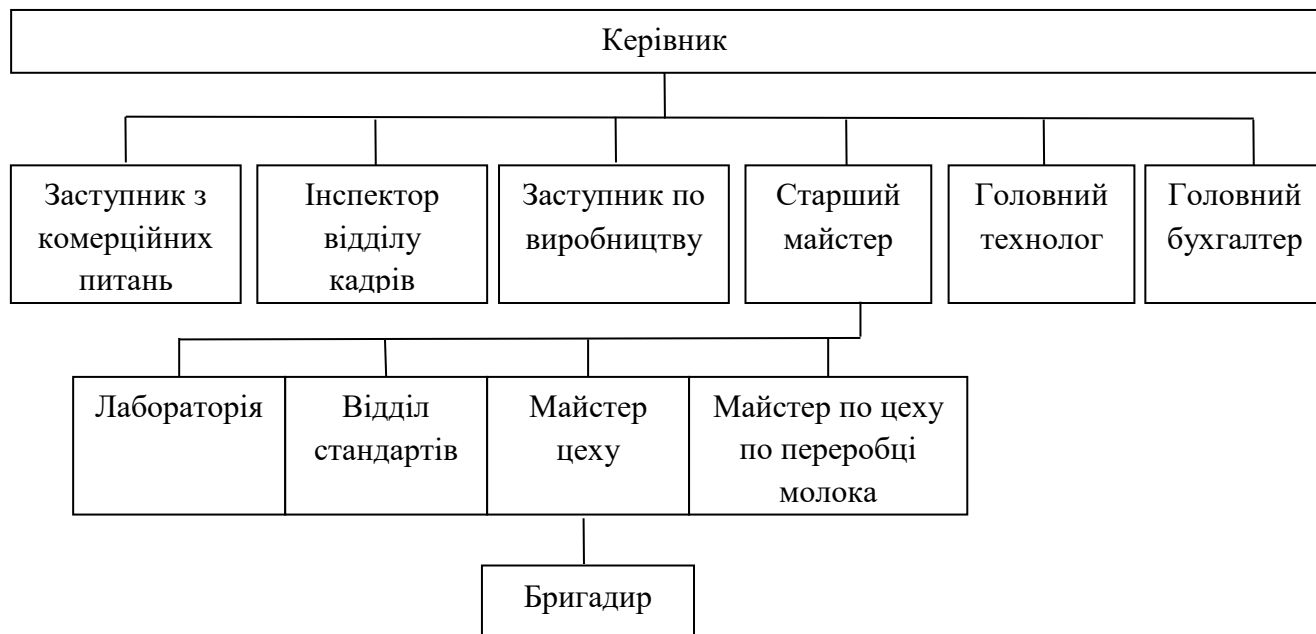 Керівник
Заступник з
комерційних
питань
Інспектор
відділу
кадрів
Заступник по
виробництву
Старший
майстер
Головний
технолог
Головний
бухгалтер
Лабораторія
Відділ
стандартів
Майстер
цеху
Майстер по цеху
по переробці
молока
Бригадир